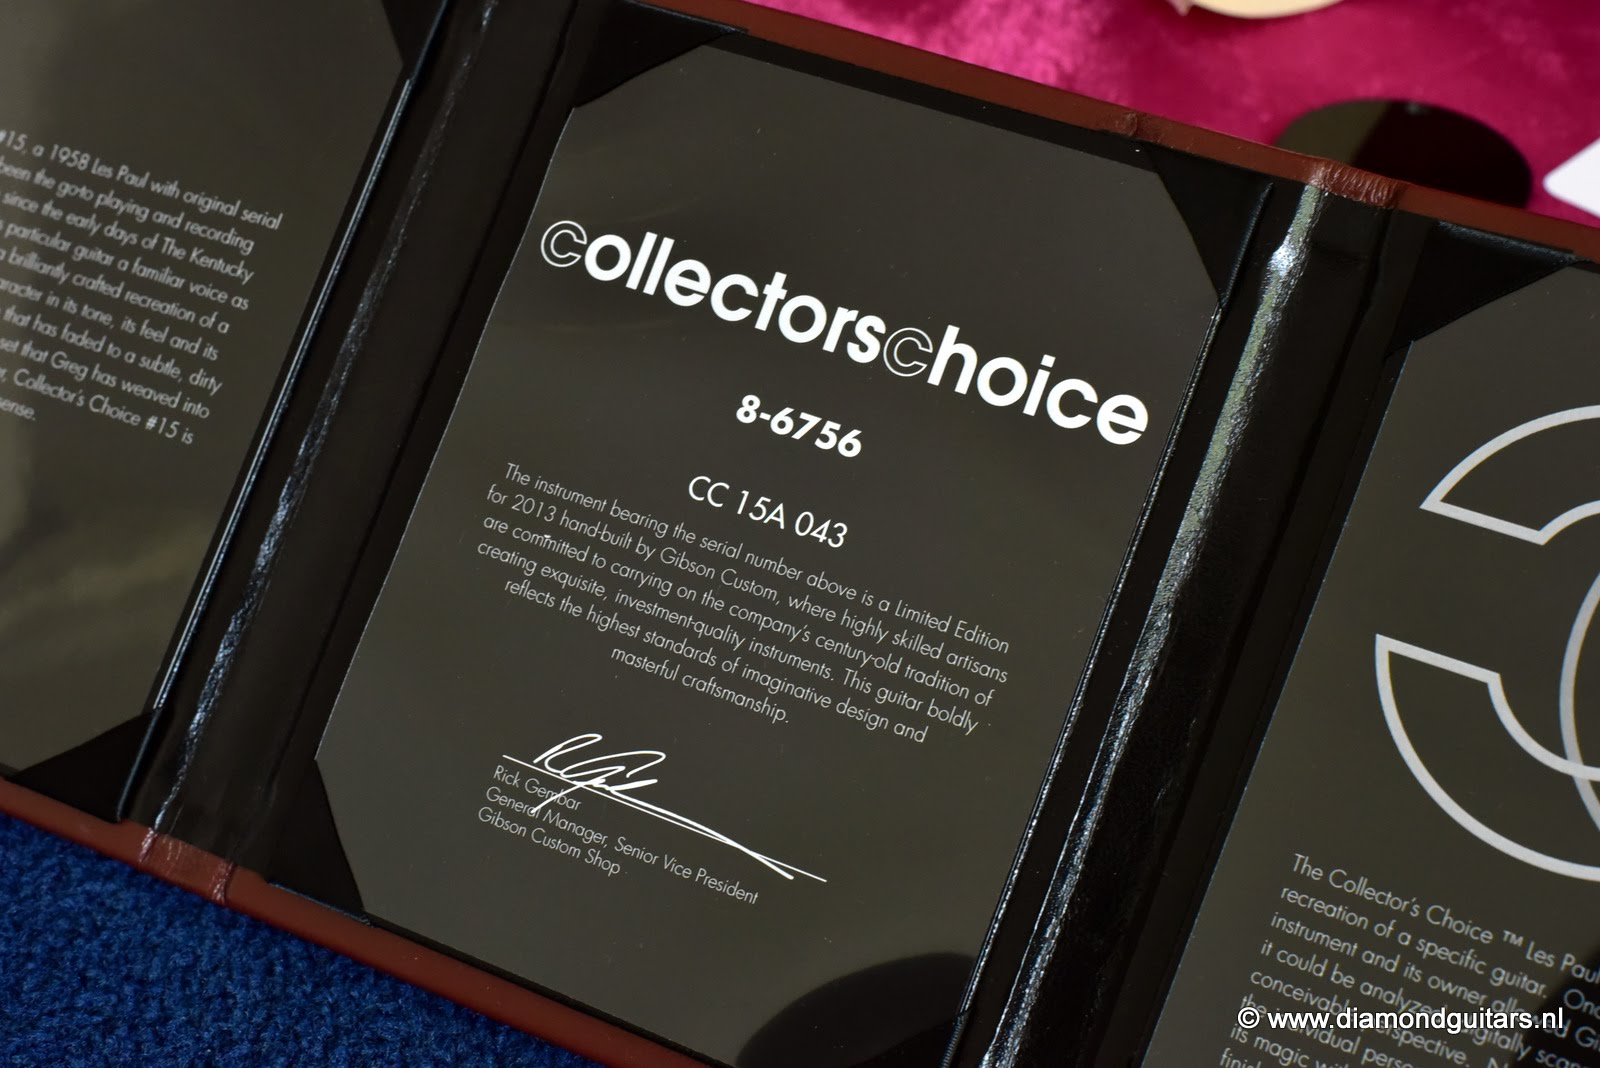 #15, a 1958 Les Paul with original serial
been the go-to playing and recording
since the early days of The Kentucky
particular guitar a familiar voice as
a brilliantly crafted recreation of a
character in its tone, its feel and its
that has faded to a subtle, dirty
set that Greg has weaved into
Collector's Choice #15 is
sense.
collectorschoice
8-6756
CC 15A 043
The instrument bearing the serial number above is a Limited Edition
for 2013 hand-built by Gibson Custom, where highly skilled artisans
are committed to carrying on the company's century-old tradition of
creating exquisite, investment-quality instruments. This guitar boldly
reflects the highest standards of imaginative design and
masterful craftsmanship.
Rick Gembar
General Manager, Senior Vice President
Gibson Custom Shop
The Collector's Choice ™ Les Paul
recreation of a specific guitar.
instrument and its owner allowed
it could be analyzed, digitally
conceivable perspective.
the individual
its magic
© www.diamondguitars.nl